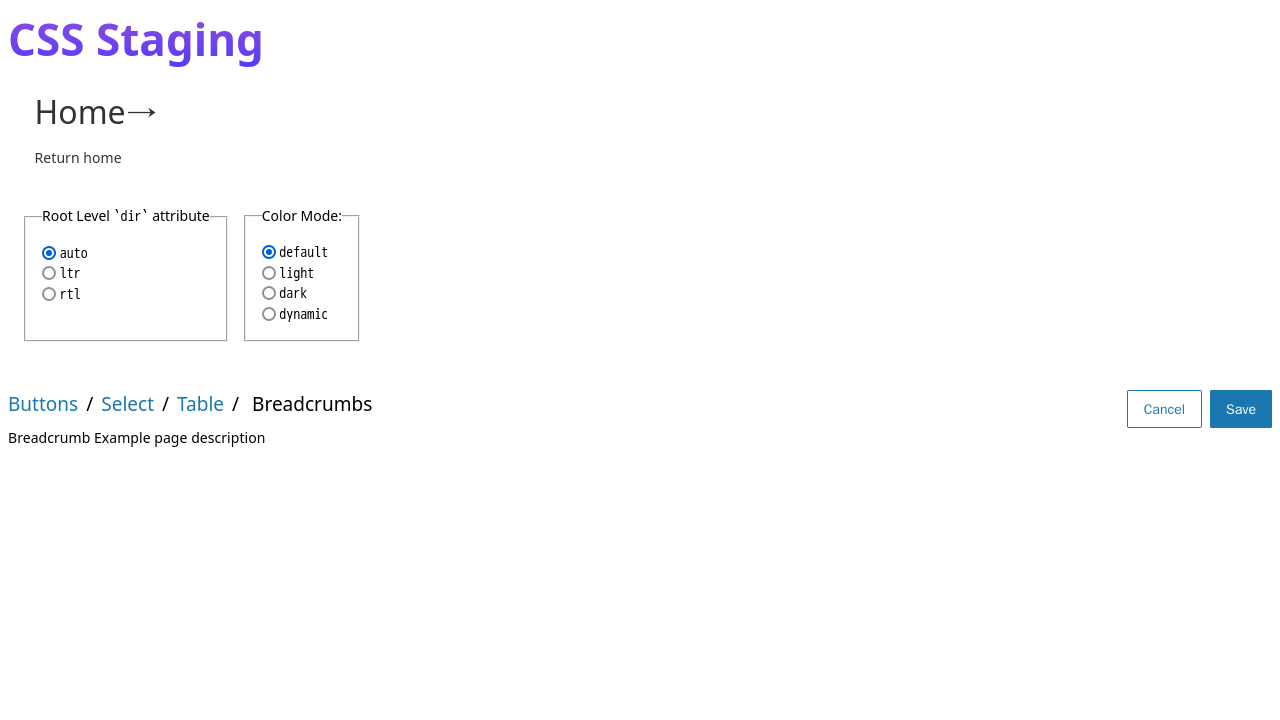 CSS Staging
Home→
Return home
Root Level `dir` attribute
auto
ltr
rtl
Color Mode:
default
light
dark
dynamic
Buttons / Select / Table / Breadcrumbs
Cancel
Save
Breadcrumb Example page description